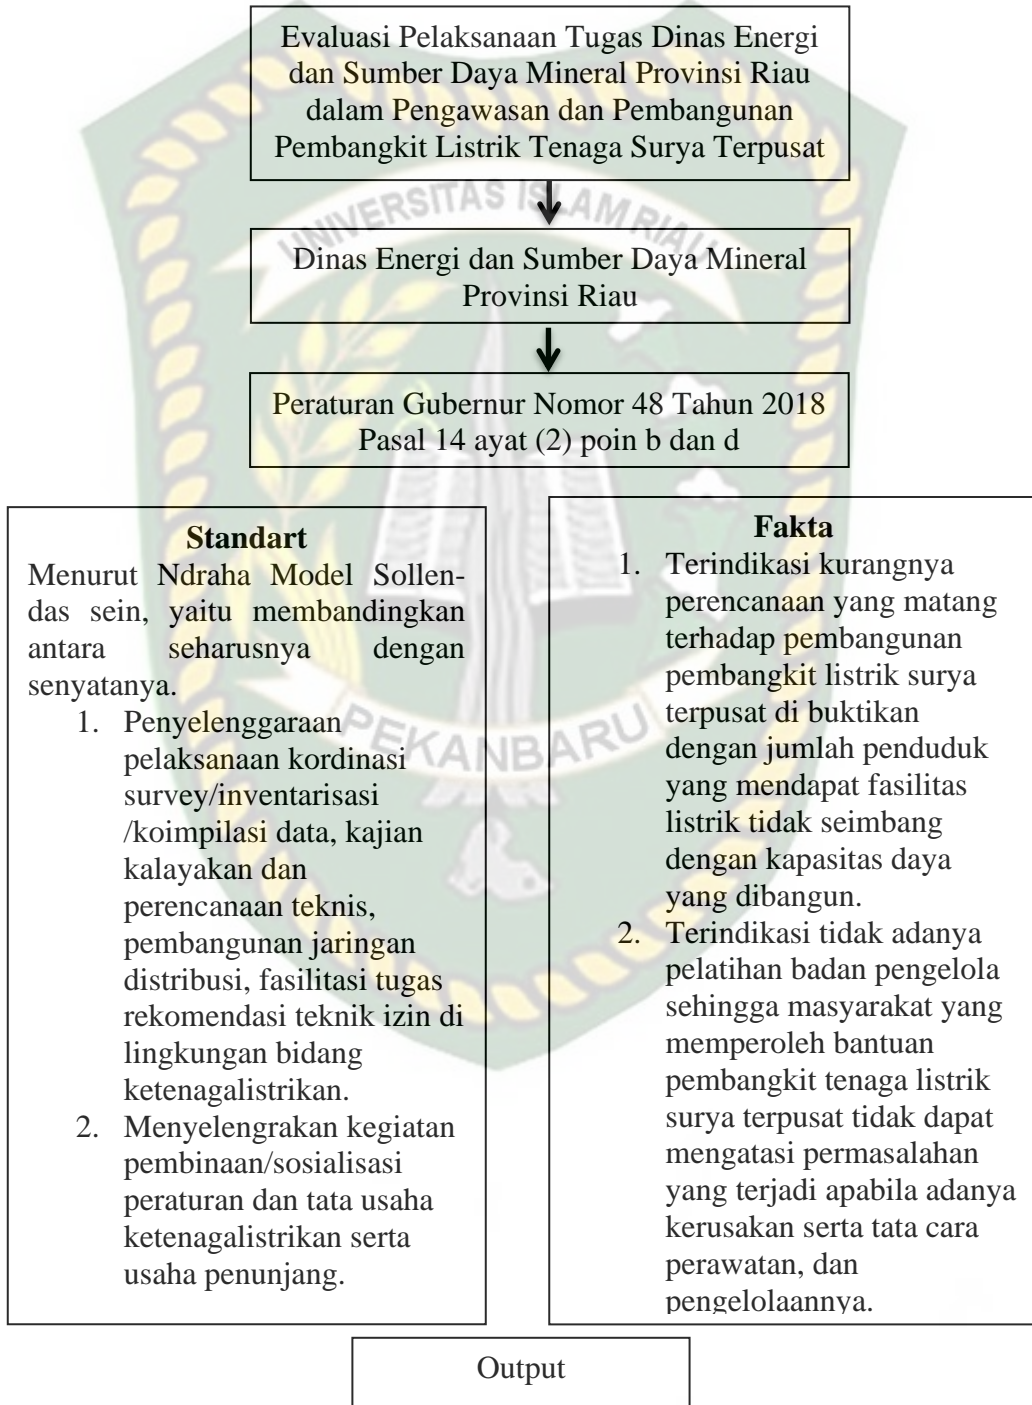 Evaluasi Pelaksanaan Tugas Dinas Energi
dan Sumber Daya Mineral Provinsi Riau
dalam Pengawasan dan Pembangunan
Pembangkit Listrik Tenaga Surya Terpusat
UNIVERSITAS ISLAM RIAU
Dinas Energi dan Sumber Daya Mineral
Provinsi Riau
Peraturan Gubernur Nomor 48 Tahun 2018
Pasal 14 ayat (2) poin b dan d
Standart
Menurut Ndraha Model Sollen-
das sein, yaitu membandingkan
antara seharusnya dengan
senyatanya.
1. Penyelenggaraan
pelaksanaan kordinasi
survey/inventarisasi
/koimpilasi data, kajian
kalayakan dan
perencanaan teknis,
pembangunan jaringan
distribusi, fasilitasi tugas
rekomendasi teknik izin di
lingkungan bidang
ketenagalistrikan.
2. Menyelengrakan kegiatan
pembinaan/sosialisasi
peraturan dan tata usaha
ketenagalistrikan serta
usaha penunjang.
Fakta
1. Terindikasi kurangnya
perencanaan yang matang
terhadap pembangunan
pembangkit listrik surya
terpusat di buktikan
dengan jumlah penduduk
yang mendapat fasilitas
listrik tidak seimbang
dengan kapasitas daya
yang dibangun.
2. Terindikasi tidak adanya
pelatihan badan pengelola
sehingga masyarakat yang
memperoleh bantuan
pembangkit tenaga listrik
surya terpusat tidak dapat
mengatasi permasalahan
yang terjadi apabila adanya
kerusakan serta tata cara
perawatan, dan
pengelolaannya.
PEKANBARU
Output